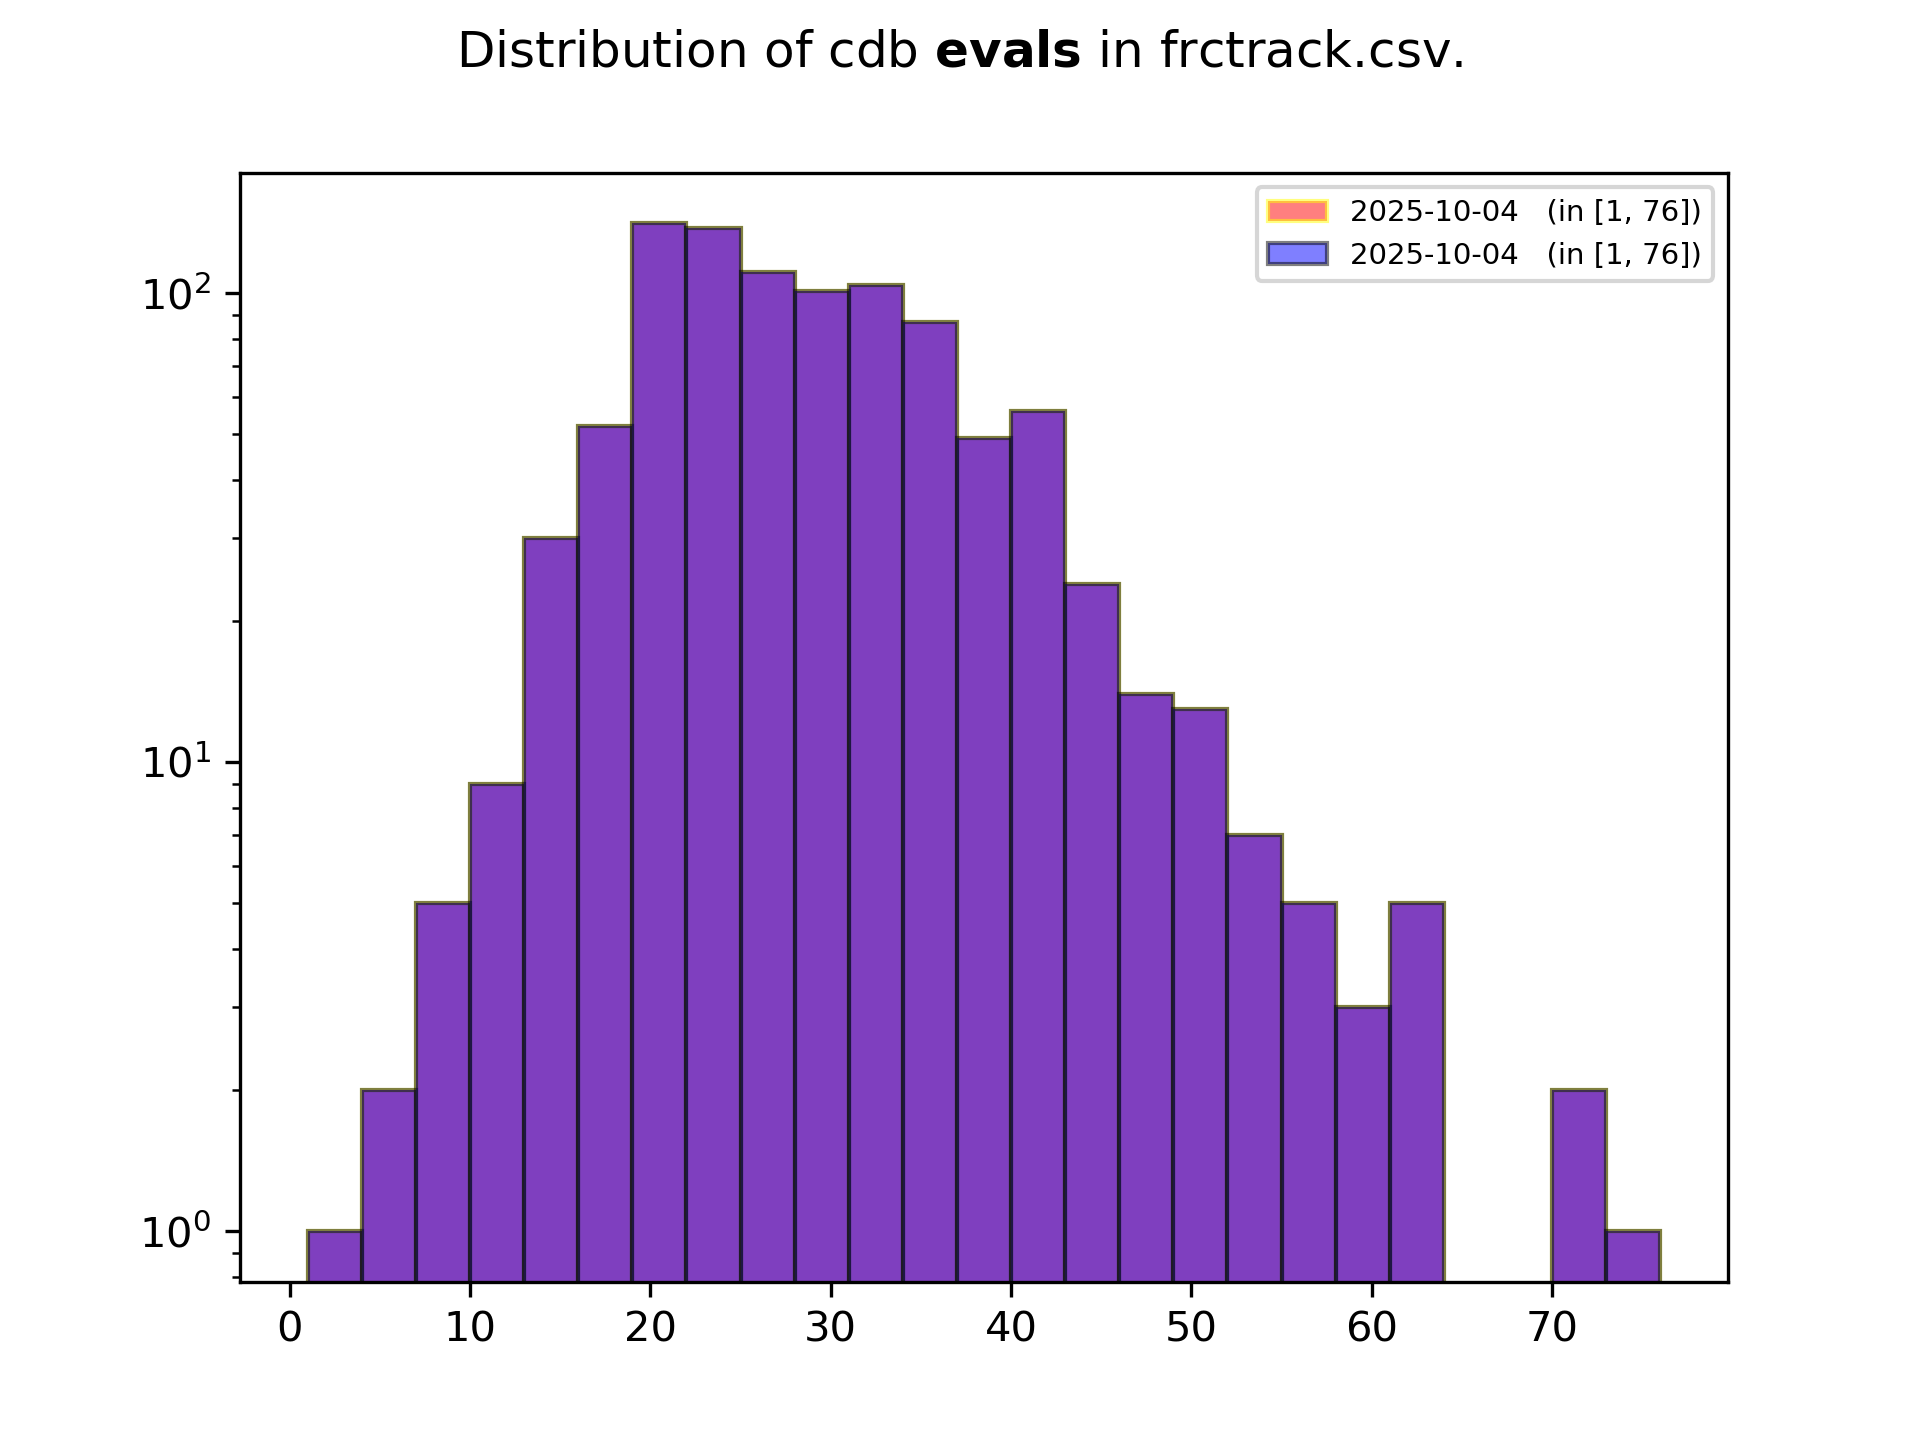 Distribution of cdb evals in frctrack.csv.
2025-10-04 (in [1, 76])
2025-10-04 (in [1, 76])
10²
10¹
10⁰
0 10 20 30 40 50 60 70